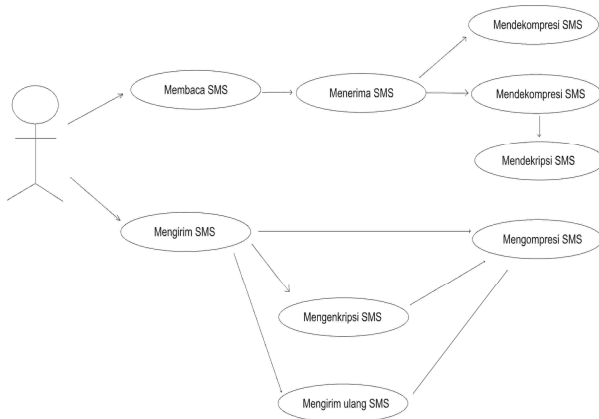 Mendekompresi SMS
Membaca SMS
Menerima SMS
Mendekompresi SMS
Mendekripsi SMS
Mengirim SMS
Mengompresi SMS
Mengenkripsi SMS
Mengirim ulang SMS